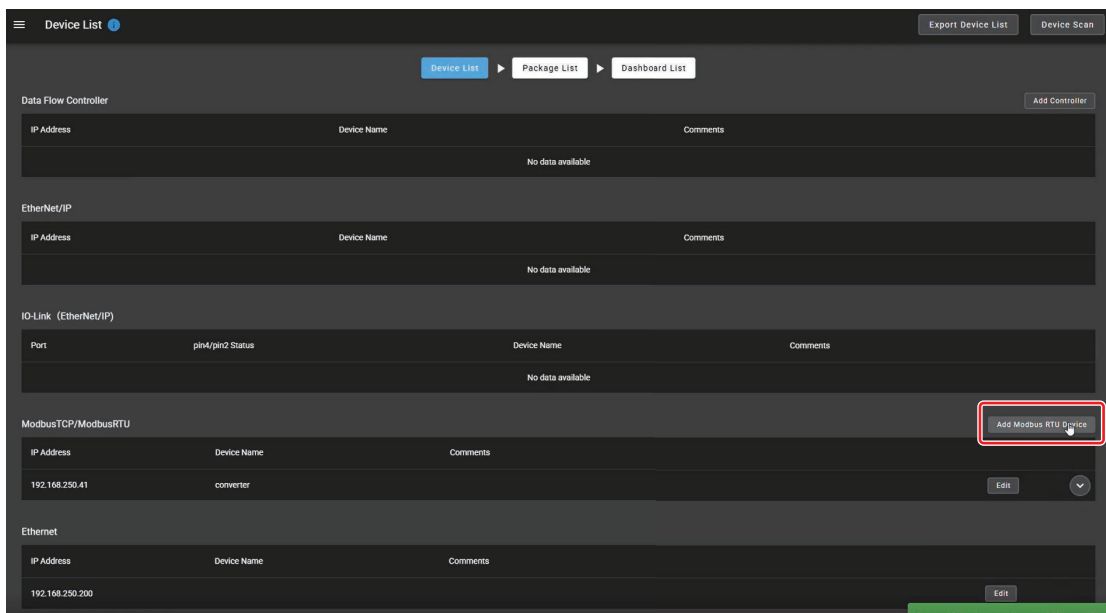 Device List
Export Device List Device Scan
Device List Package List Dashboard List
Data Flow Controller Add Controller
IP Address Device Name Comments
No data available
EtherNet/IP
IP Address Device Name Comments
No data available
IO-Link (EtherNet/IP)
Port pin4/pin2 Status Device Name Comments
No data available
ModbusTCP/ModbusRTU Add Modbus RTU Device
IP Address Device Name Comments
192.168.250.41 converter Edit
Ethernet
IP Address Device Name Comments
192.168.250.200 Edit